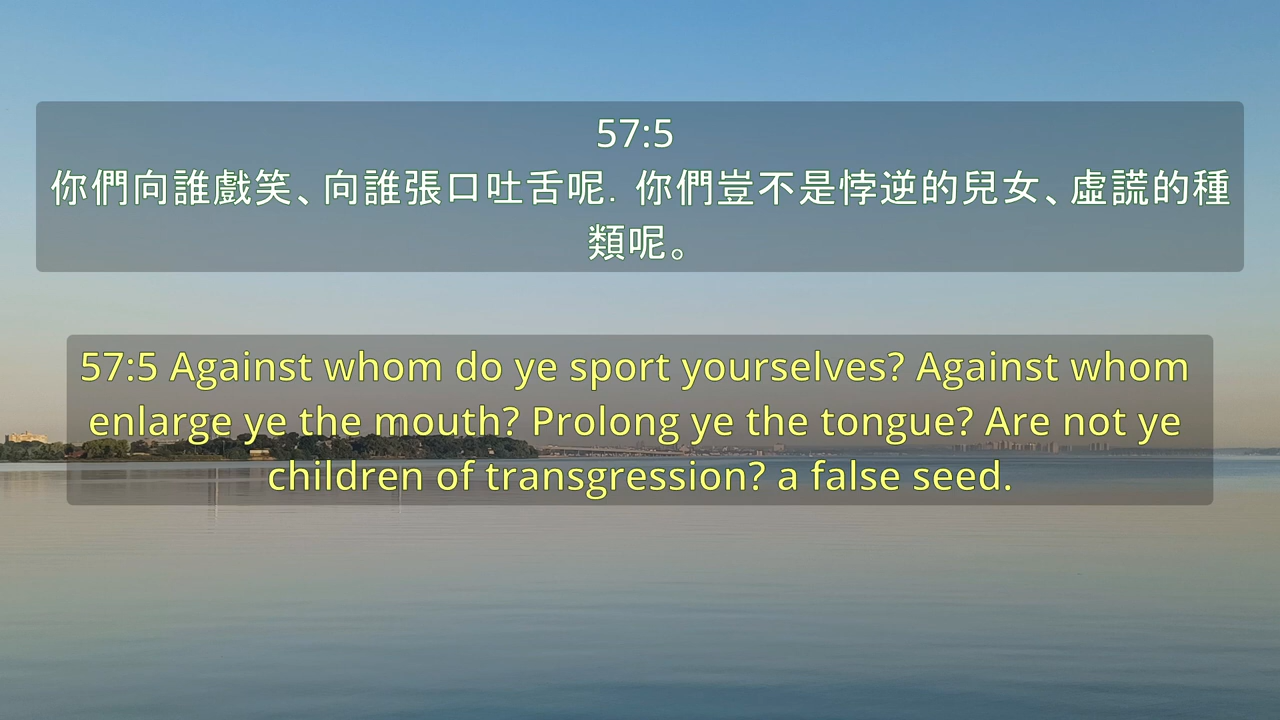 57:5
你們向誰戲笑、向誰張口吐舌呢. 你們豈不是悖逆的兒女、虛謊的種
類呢。
57:5 Against whom do ye sport yourselves? Against whom
enlarge ye the mouth? Prolong ye the tongue? Are not ye
children of transgression? a false seed.